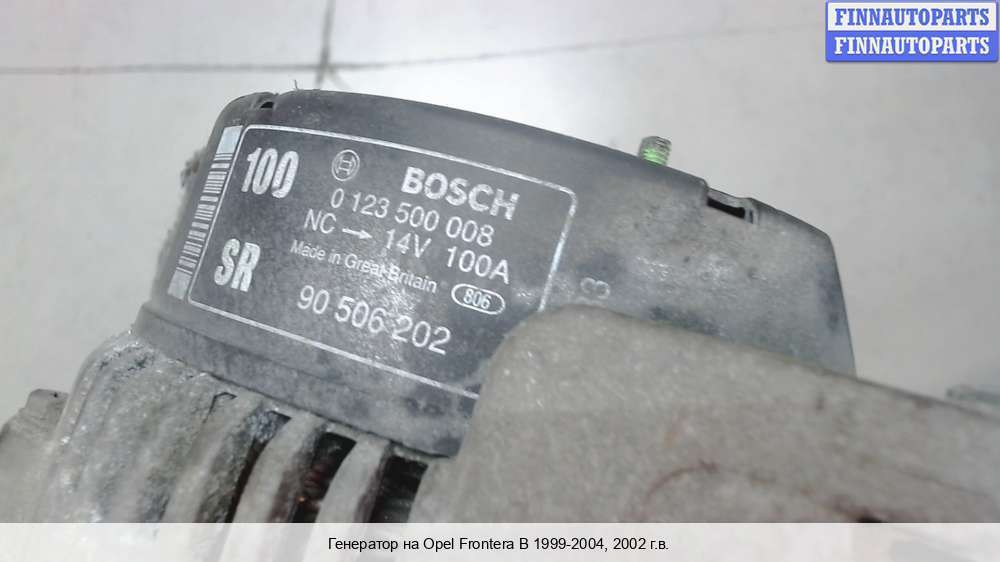 FINNAUTOPARTS
FINNAUTOPARTS
100
BOSCH
0 123 500 008
NC → 14V 100A
Made in Great-Britain
806
SR
90 506 202
B
Генератор на Opel Frontera B 1999-2004, 2002 г.в.